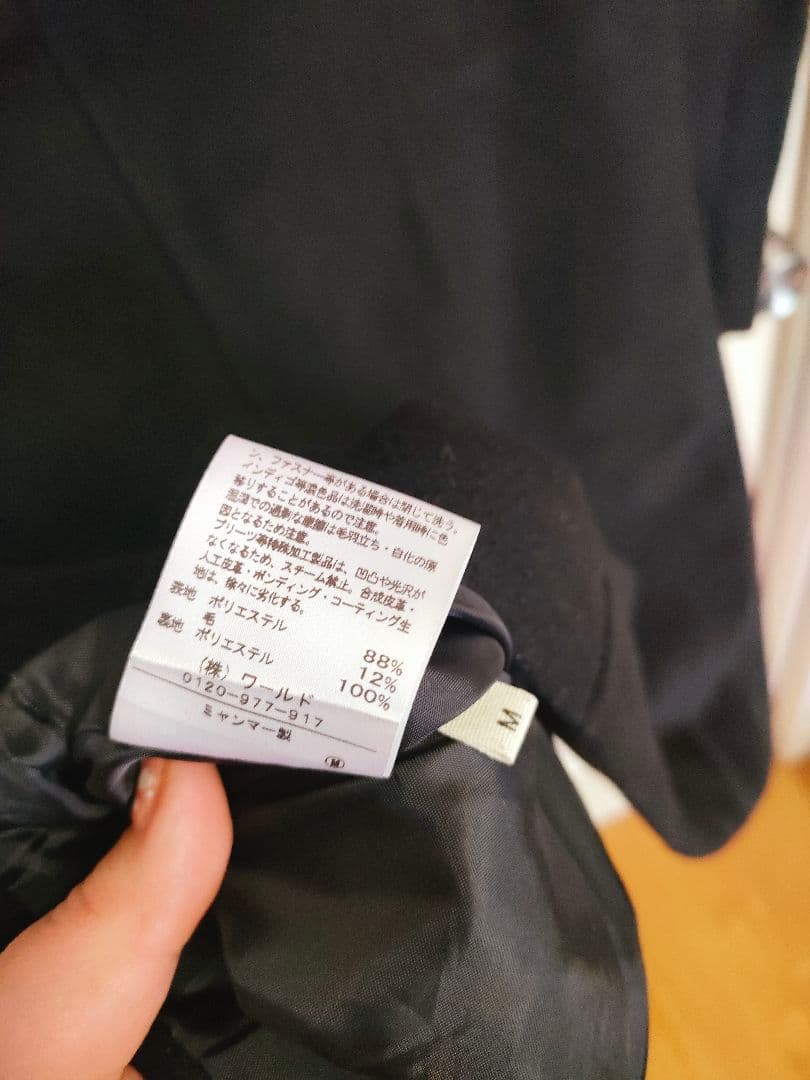 ン、ファスナー等がある場合は閉じて洗う。
インディゴ等濃色品は洗濯時や着用時に色
移りすることがあるので注意。
湿潤での過剰な摩擦は毛羽立ち・白化の原
因となるため注意。
プリーツ等特殊加工製品は、凹凸や光沢が
なくなるため、スチーム禁止。合成皮革・
人工皮革・ボンディング・コーティング生
地は、徐々に劣化する。
表地 ポリエステル 88%
毛 12%
裏地 ポリエステル 100%
(株) ワールド
0120-977-917
ミャンマー製
M
M